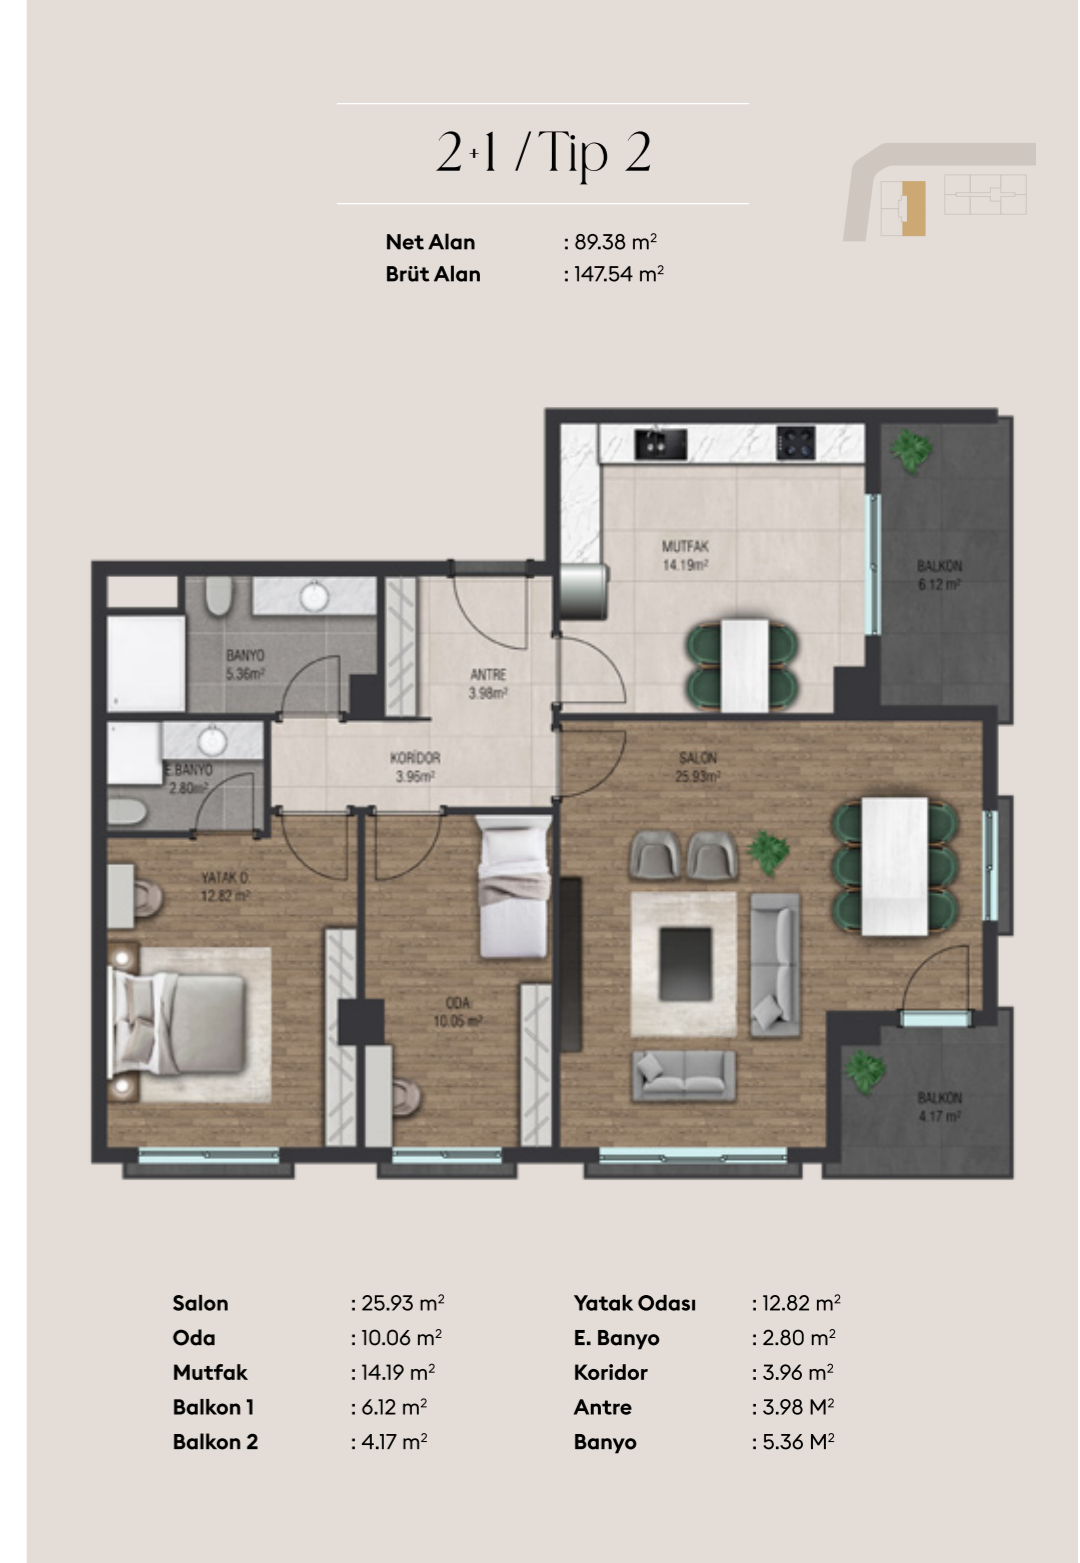 2+1 / Tip 2
Net Alan : 89.38 m²
Brüt Alan : 147.54 m²
MUTFAK
14.19m²
BALKON
6.12 m²
BANYO
5.36m²
ANTRE
3.98m²
KORİDOR
3.96m²
SALON
25.93m²
E.BANYO
2.80m²
YATAK O.
12.82 m²
ODA
10.05 m²
BALKON
4.17 m²
Salon : 25.93 m²
Oda : 10.06 m²
Mutfak : 14.19 m²
Balkon 1 : 6.12 m²
Balkon 2 : 4.17 m²
Yatak Odası : 12.82 m²
E. Banyo : 2.80 m²
Koridor : 3.96 m²
Antre : 3.98 M²
Banyo : 5.36 M²